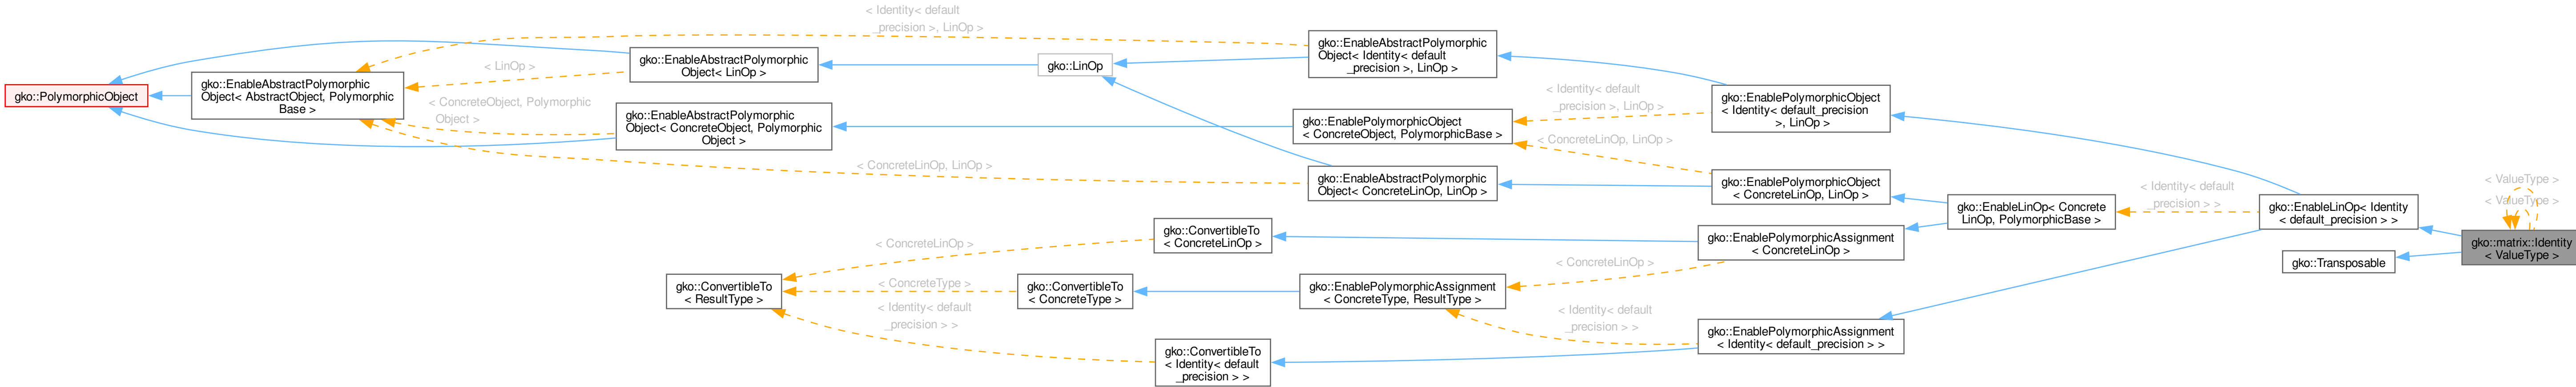 gko::PolymorphicObject
gko::EnableAbstractPolymorphic
Object< AbstractObject, Polymorphic
Base >
< Identity< default
_precision >, LinOp >
< LinOp >
< ConcreteObject, Polymorphic
Object >
gko::EnableAbstractPolymorphic
Object< LinOp >
gko::EnableAbstractPolymorphic
Object< ConcreteObject, Polymorphic
Object >
< ConcreteLinOp, LinOp >
gko::LinOp
gko::EnableAbstractPolymorphic
Object< Identity< default
_precision >, LinOp >
gko::EnablePolymorphicObject
< ConcreteObject, PolymorphicBase >
gko::EnableAbstractPolymorphic
Object< ConcreteLinOp, LinOp >
< Identity< default
_precision >, LinOp >
< ConcreteLinOp, LinOp >
gko::EnablePolymorphicObject
< Identity< default_precision
>, LinOp >
gko::EnablePolymorphicObject
< ConcreteLinOp, LinOp >
gko::ConvertibleTo
< ResultType >
< ConcreteLinOp >
< ConcreteType >
< Identity< default
_precision > >
gko::ConvertibleTo
< ConcreteLinOp >
gko::ConvertibleTo
< ConcreteType >
gko::ConvertibleTo
< Identity< default
_precision > >
gko::EnablePolymorphicAssignment
< ConcreteType, ResultType >
< ConcreteLinOp >
< Identity< default
_precision > >
gko::EnablePolymorphicAssignment
< ConcreteLinOp >
gko::EnablePolymorphicAssignment
< Identity< default_precision > >
gko::EnableLinOp< Concrete
LinOp, PolymorphicBase >
< Identity< default
_precision > >
gko::EnableLinOp< Identity
< default_precision > >
gko::Transposable
< ValueType >
< ValueType >
gko::matrix::Identity
< ValueType >